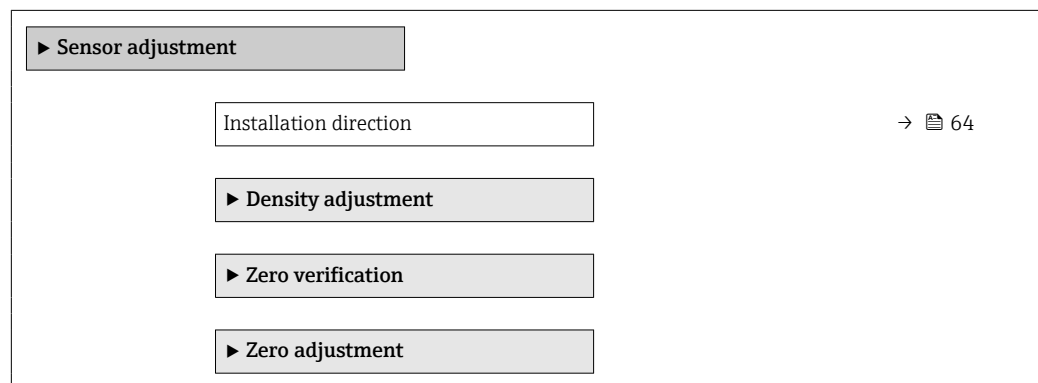 ▶ Sensor adjustment
Installation direction → 🖹 64
▶ Density adjustment
▶ Zero verification
▶ Zero adjustment